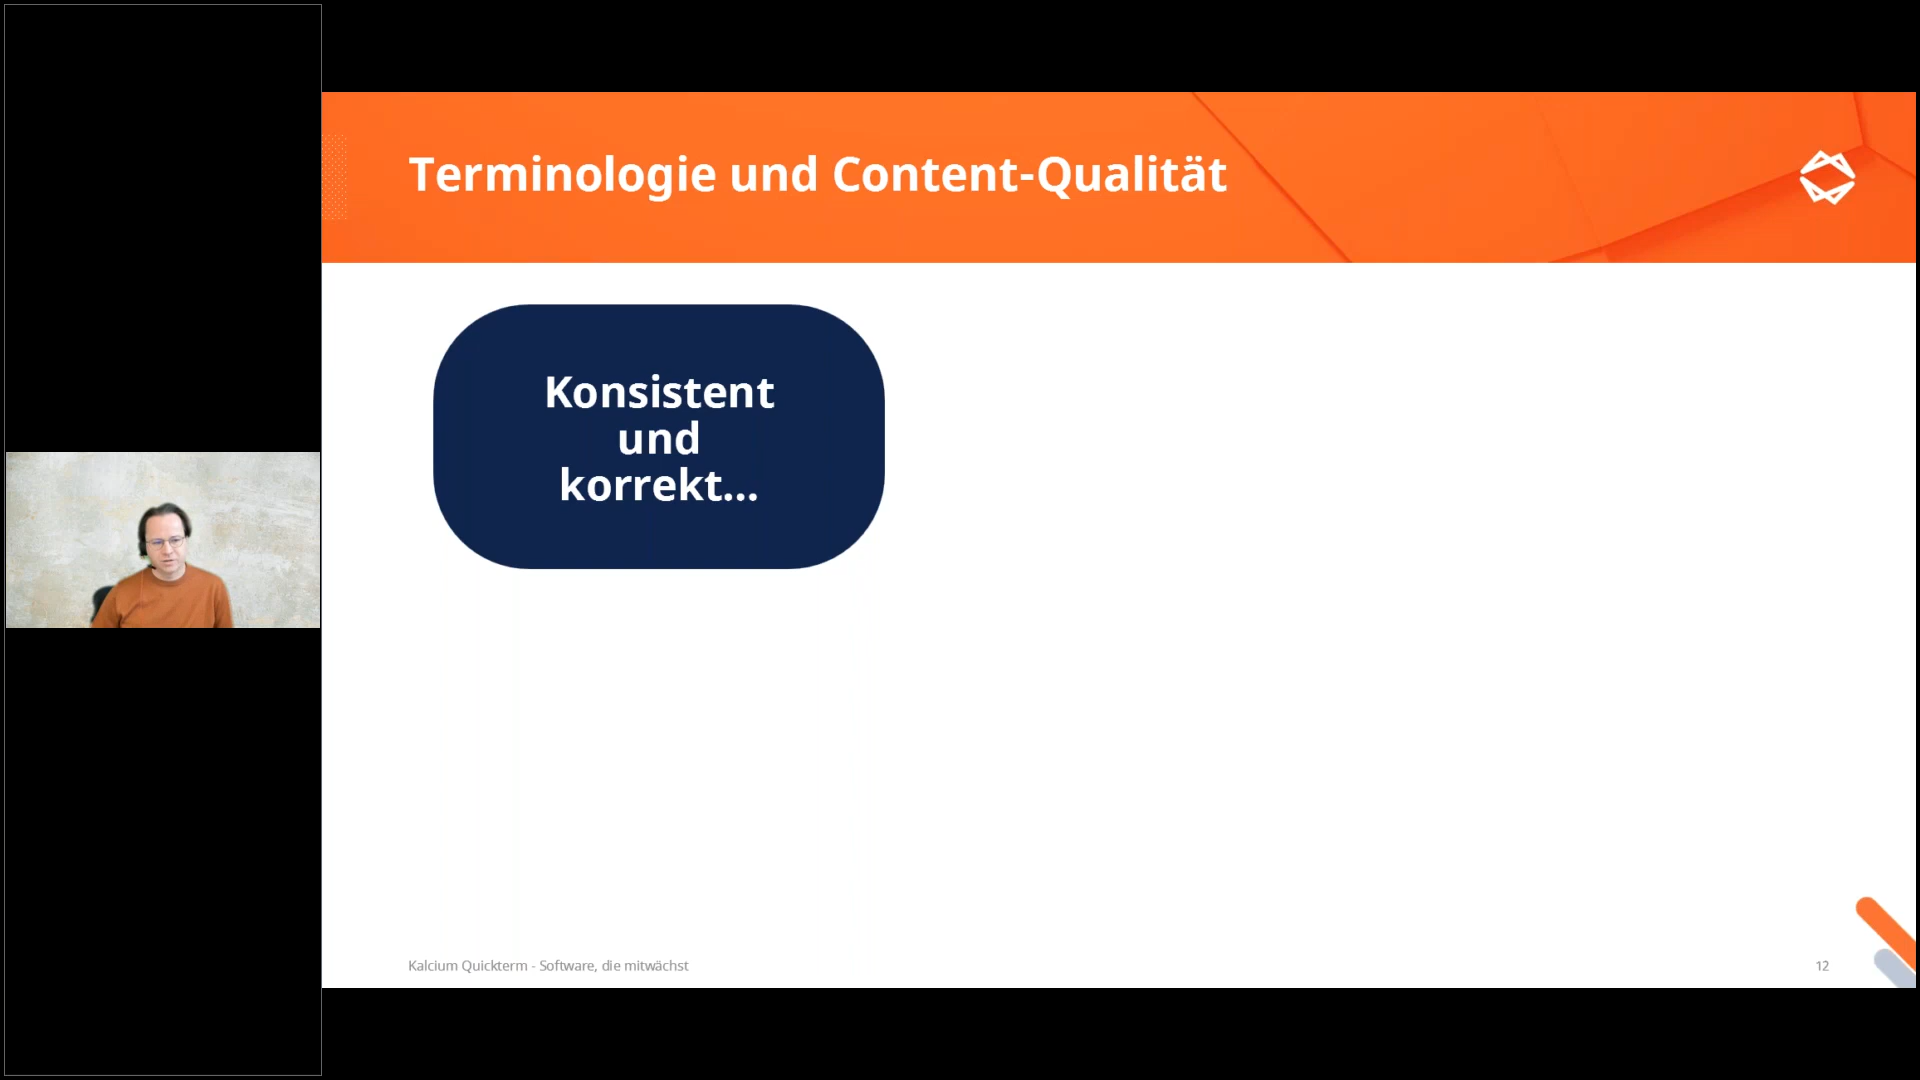 Terminologie und Content-Qualität
Konsistent
und
korrekt...
Kalcium Quickterm - Software, die mitwächst
12